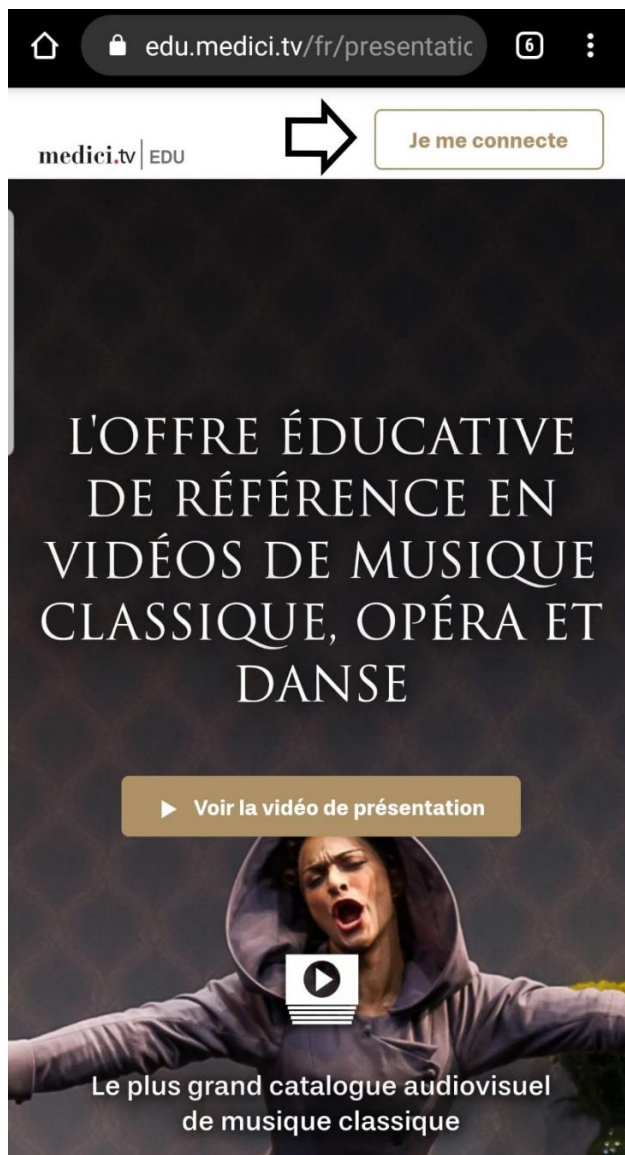 edu.medici.tv/fr/presentatic
6
medici.tv EDU
Je me connecte
L'OFFRE ÉDUCATIVE
DE RÉFÉRENCE EN
VIDÉOS DE MUSIQUE
CLASSIQUE, OPÉRA ET
DANSE
Voir la vidéo de présentation
Le plus grand catalogue audiovisuel
de musique classique